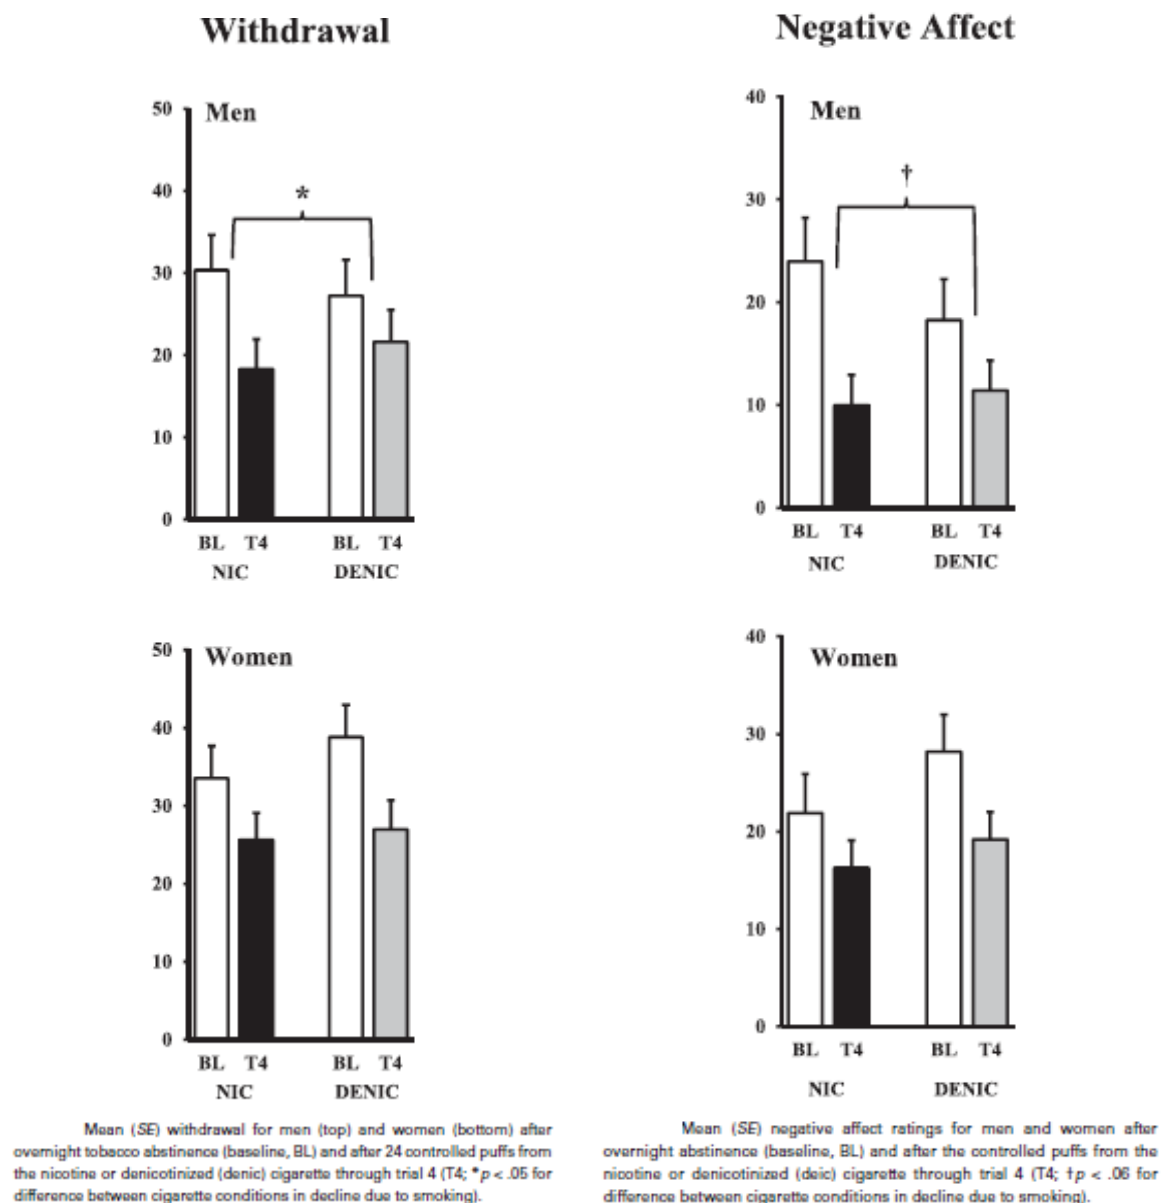 Withdrawal
Negative Affect
50
Men
40
*
30
20
10
0
BL T4 BL T4
NIC DENIC
40
Men
†
30
20
10
0
BL T4 BL T4
NIC DENIC
50
Women
40
30
20
10
0
BL T4 BL T4
NIC DENIC
40
Women
30
20
10
0
BL T4 BL T4
NIC DENIC
Mean (SE) withdrawal for men (top) and women (bottom) after
overnight tobacco abstinence (baseline, BL) and after 24 controlled puffs from
the nicotine or denicotinized (denic) cigarette through trial 4 (T4; *p < .05 for
difference between cigarette conditions in decline due to smoking).
Mean (SE) negative affect ratings for men and women after
overnight abstinence (baseline, BL) and after the controlled puffs from the
nicotine or denicotinized (deic) cigarette through trial 4 (T4; †p < .06 for
difference between cigarette conditions in decline due to smoking).